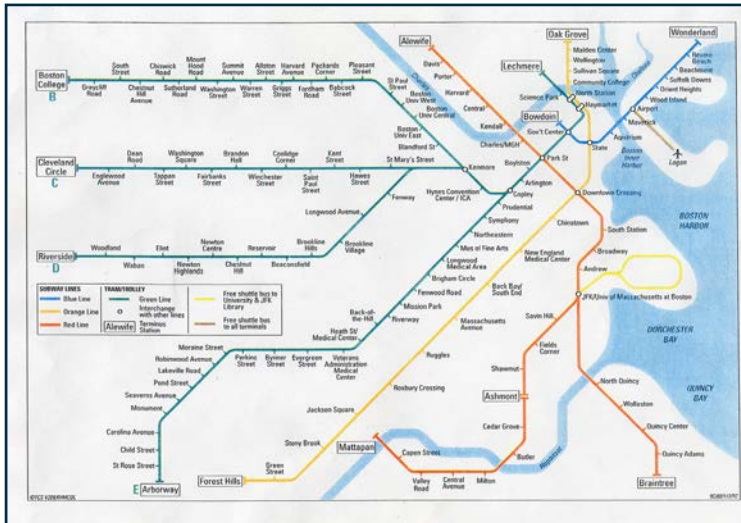 Boston
College
B
South
Street
Chiswick
Road
Mount
Hood
Road
Summit
Avenue
Allston
Street
Harvard
Avenue
Packards
Corner
Pleasant
Street
Greycliff
Road
Chestnut
Hill
Avenue
Sutherland
Road
Washington
Street
Warren
Street
Griggs
Street
Fordham
Road
Babcock
Street
St Paul
Street
Boston
Univ West
Boston
Univ Central
Boston
Univ East
Blandford St
Cleveland
Circle
C
Dean
Road
Washington
Square
Brandon
Hall
Coolidge
Corner
Kent
Street
St Mary's Street
Englewood
Avenue
Tappan
Street
Fairbanks
Street
Winchester
Street
Saint
Paul
Street
Hawes
Street
Kenmore
Hynes Convention
Center / ICA
Riverside
D
Woodland
Eliot
Newton
Centre
Reservoir
Brookline
Hills
Longwood Avenue
Fenway
Waban
Newton
Highlands
Chestnut
Hill
Beaconsfield
Brookline
Village
Alewife
Davis
Porter
Harvard
Central
Kendall
Charles/MGH
Charles
Oak Grove
Malden Center
Wellington
Sullivan Square
Community College
North Station
Haymarket
Lechmere
Science Park
Bowdoin
Gov't Center
Wonderland
Revere
Beach
Beachmont
Suffolk Downs
Orient Heights
Wood Island
Airport
Maverick
Aquarium
Logan
Boston
Inner
Harbor
State
Park St
Boylston
Arlington
Copley
Prudential
Symphony
Northeastern
Mus of Fine Arts
Longwood
Medical Area
Brigham Circle
Fenwood Road
Mission Park
Riverway
Back-of-
the-Hill
Heath St/
Medical Center
Downtown Crossing
Chinatown
New England
Medical Center
Back Bay/
South End
Massachusetts
Avenue
Ruggles
Roxbury Crossing
Jackson Square
Stony Brook
Green
Street
Forest Hills
South Station
Broadway
Andrew
JFK/Univ of Massachusetts at Boston
BOSTON
HARBOR
DORCHESTER
BAY
QUINCY
BAY
Savin Hill
Fields
Corner
Shawmut
Ashmont
Cedar Grove
Butler
Milton
Central
Avenue
Valley
Road
Capen Street
Mattapan
North Quincy
Wollaston
Quincy Center
Quincy Adams
Braintree
SUBWAY LINES
Blue Line
Orange Line
Red Line
TRAM/TROLLEY
Green Line
Interchange
with other lines
Alewife
Terminus
Station
Free shuttle bus to
University & JFK
Library
Free shuttle bus
to all terminals
Moraine Street
Robinwood Avenue
Lakeville Road
Pond Street
Seaverns Avenue
Monument
Carolina Avenue
Child Street
St Rose Street
E
Arborway
Perkins
Street
Bynner
Street
Evergreen
Street
Veterans
Administration
Medical
Center